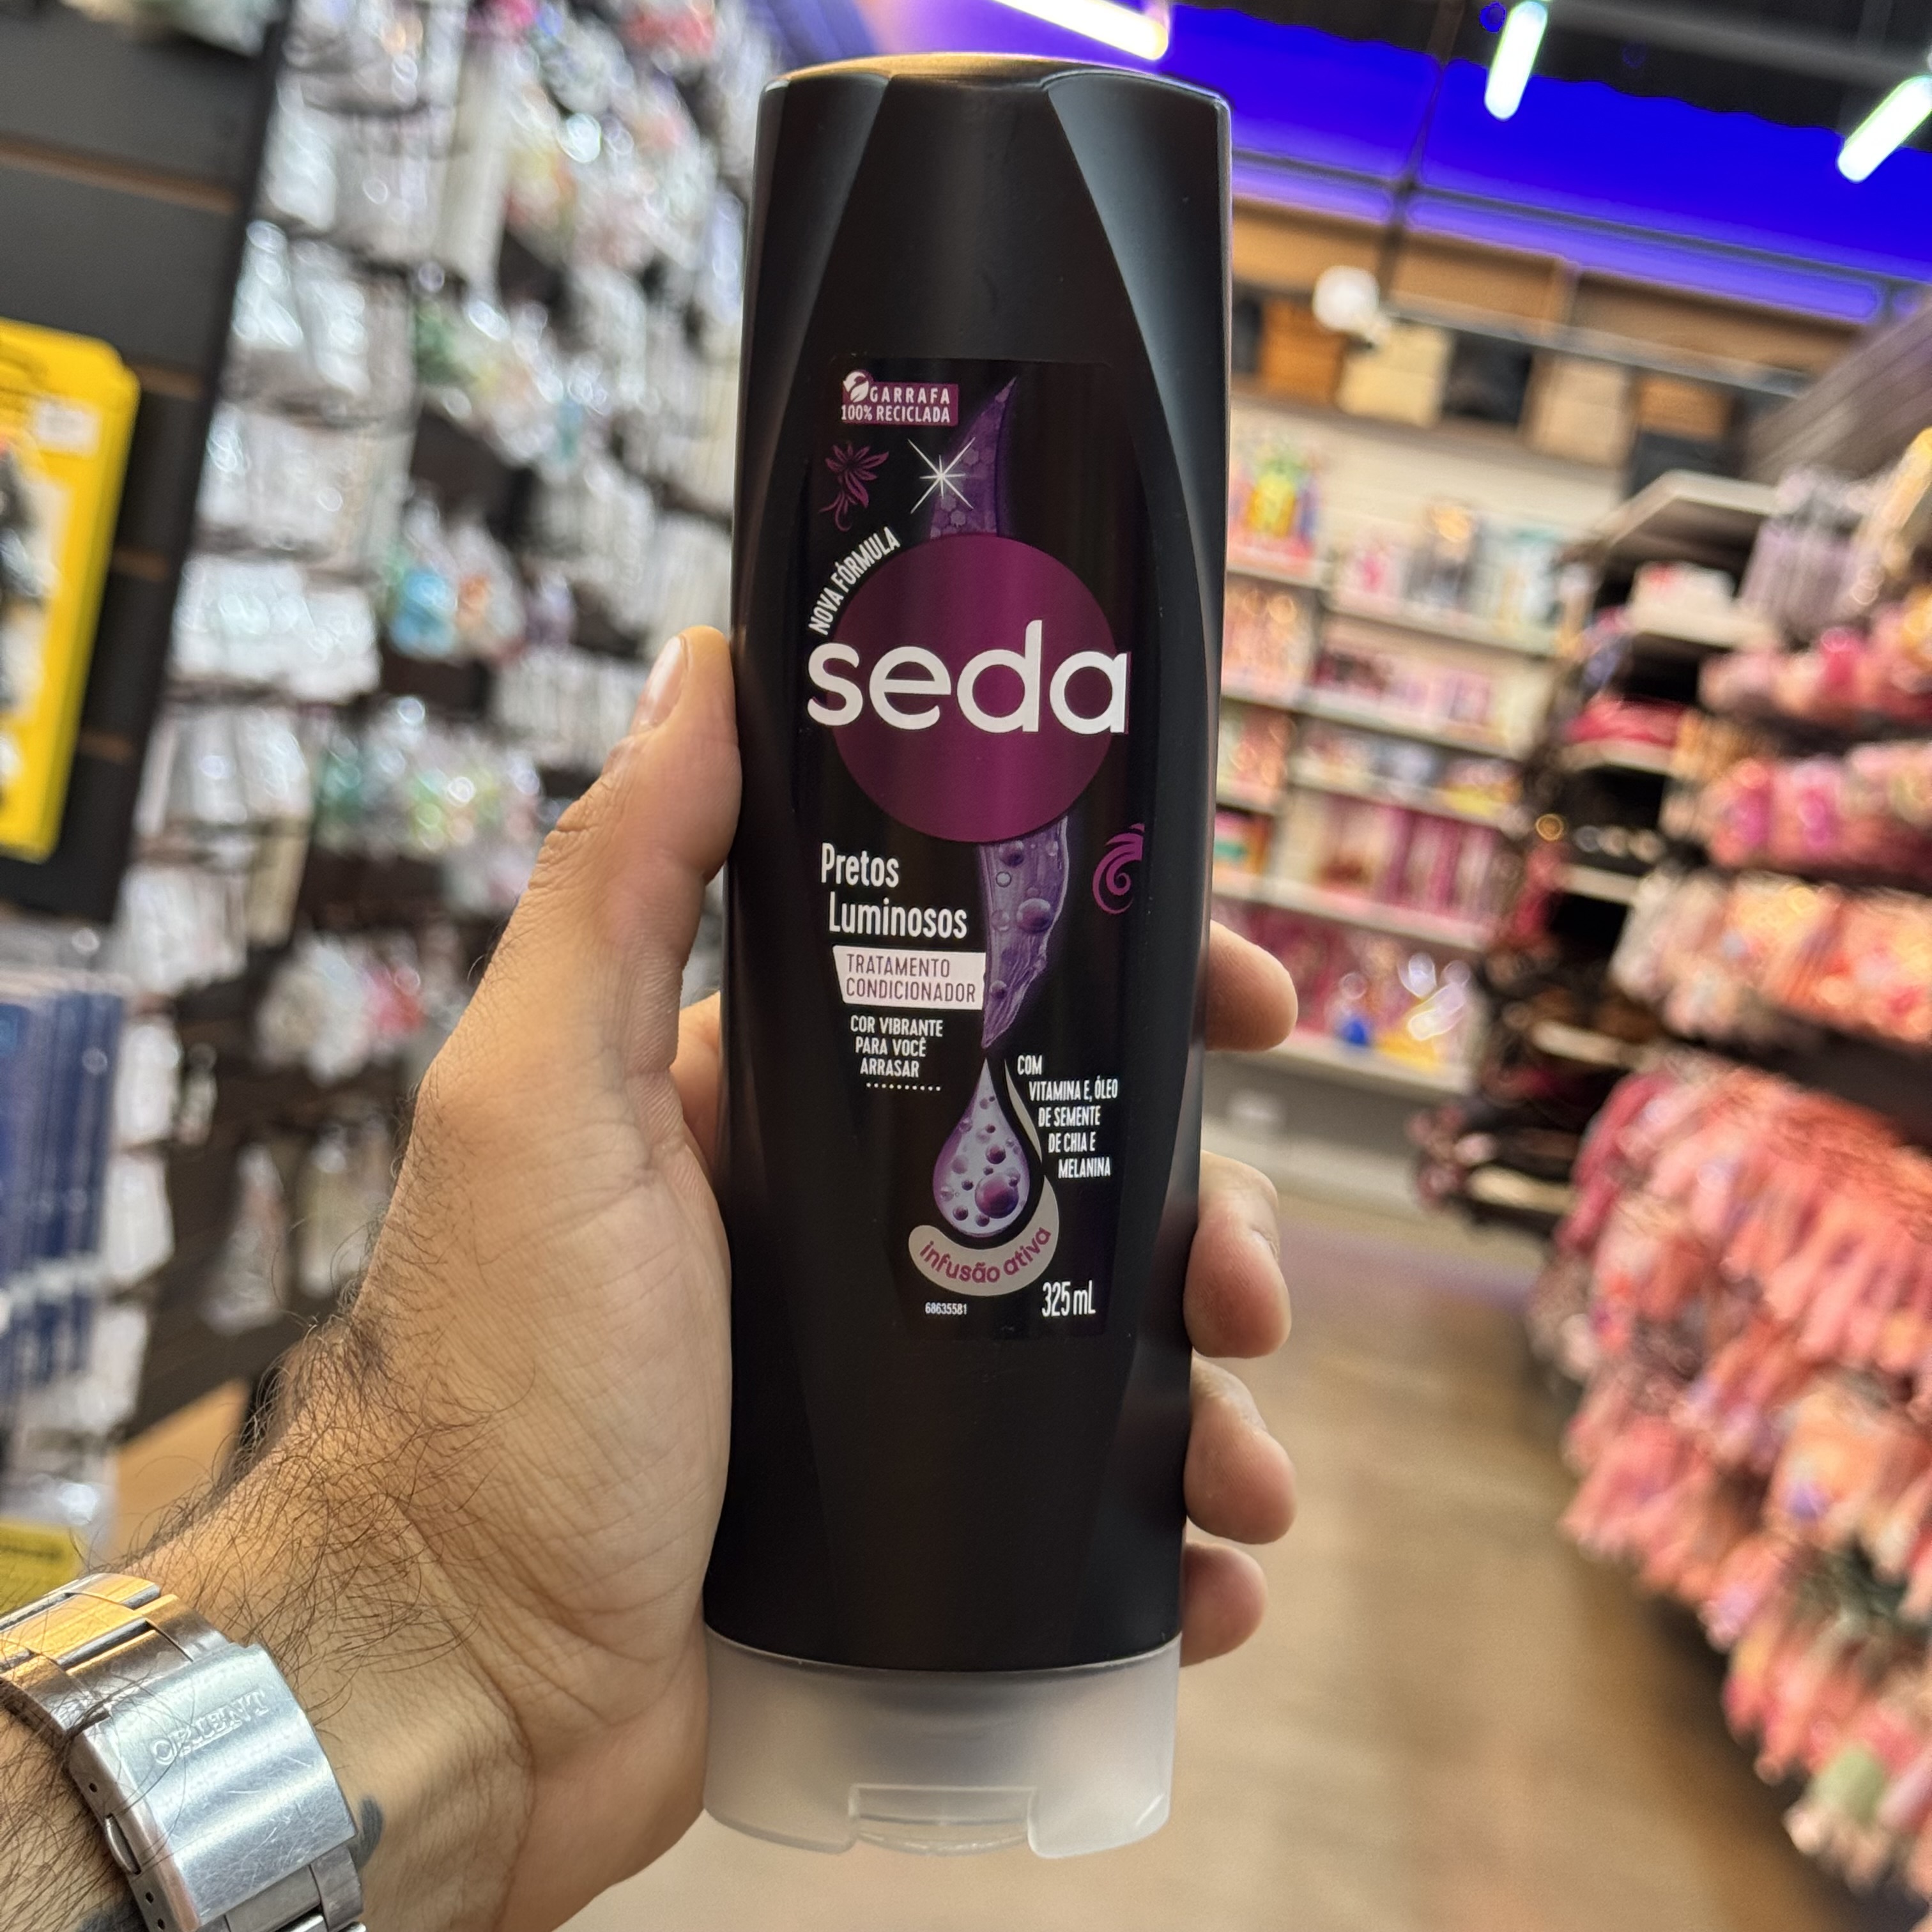 GARRAFA
100% RECICLADA
NOVA FÓRMULA
seda
Pretos
Luminosos
TRATAMENTO
CONDICIONADOR
COR VIBRANTE
PARA VOCÊ
ARRASAR
COM
VITAMINA E, ÓLEO
DE SEMENTE
DE CHIA E
MELANINA
infusão ativa
68635581
325 mL
ORIENT